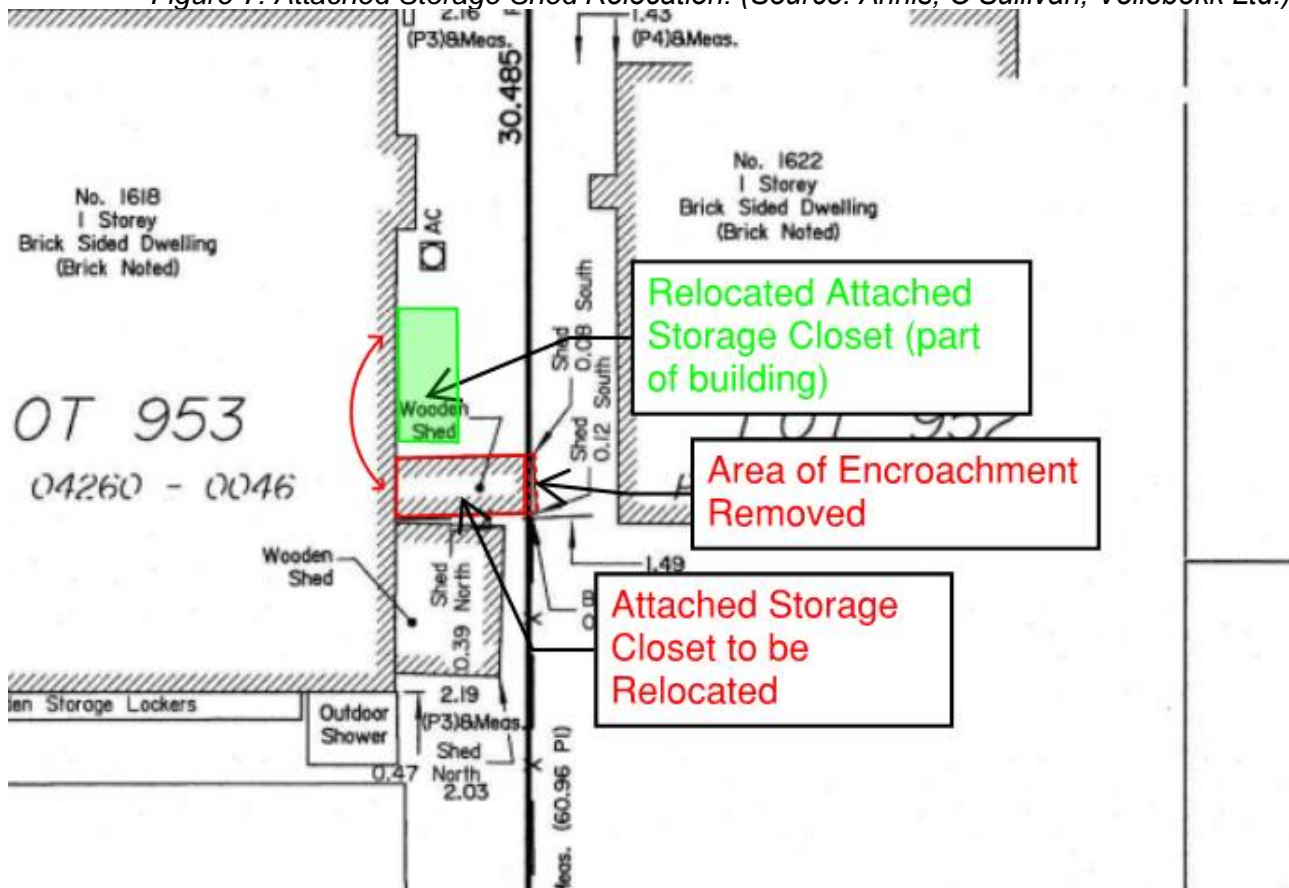 Figure 7: Attached Storage Shed Relocation. (Source: Annis, O'Sullivan, Vollebekk Ltd.)
2.16
(P3)&Meas.
1.43
(P4)&Meas.
30.485
No. 1618
1 Storey
Brick Sided Dwelling
(Brick Noted)
AC
No. 1622
1 Storey
Brick Sided Dwelling
(Brick Noted)
Shed
0.08 South
Shed
0.12 South
Relocated Attached
Storage Closet (part
of building)
OT 953
04260 - 0046
Wooden
Shed
Area of Encroachment
Removed
Wooden
Shed
Shed
0.39 North
1.49
Attached Storage
Closet to be
Relocated
en Storage Lockers
Outdoor
Shower
2.19
(P3)&Meas.
Shed
North
0.47
2.03
Meas. (60.96 P1)